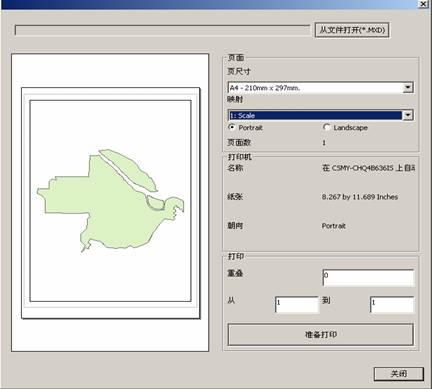 从文件打开(*.MXD)
页面
页尺寸
A4 - 210mm x 297mm.
映射
1: Scale
Portrait Landscape
页面数 1
打印机
名称 在 C5MY-CHQ4B636IS 上自动
纸张 8.267 by 11.689 Inches
朝向 Portrait
打印
重叠 0
从 1 到 1
准备打印
关闭